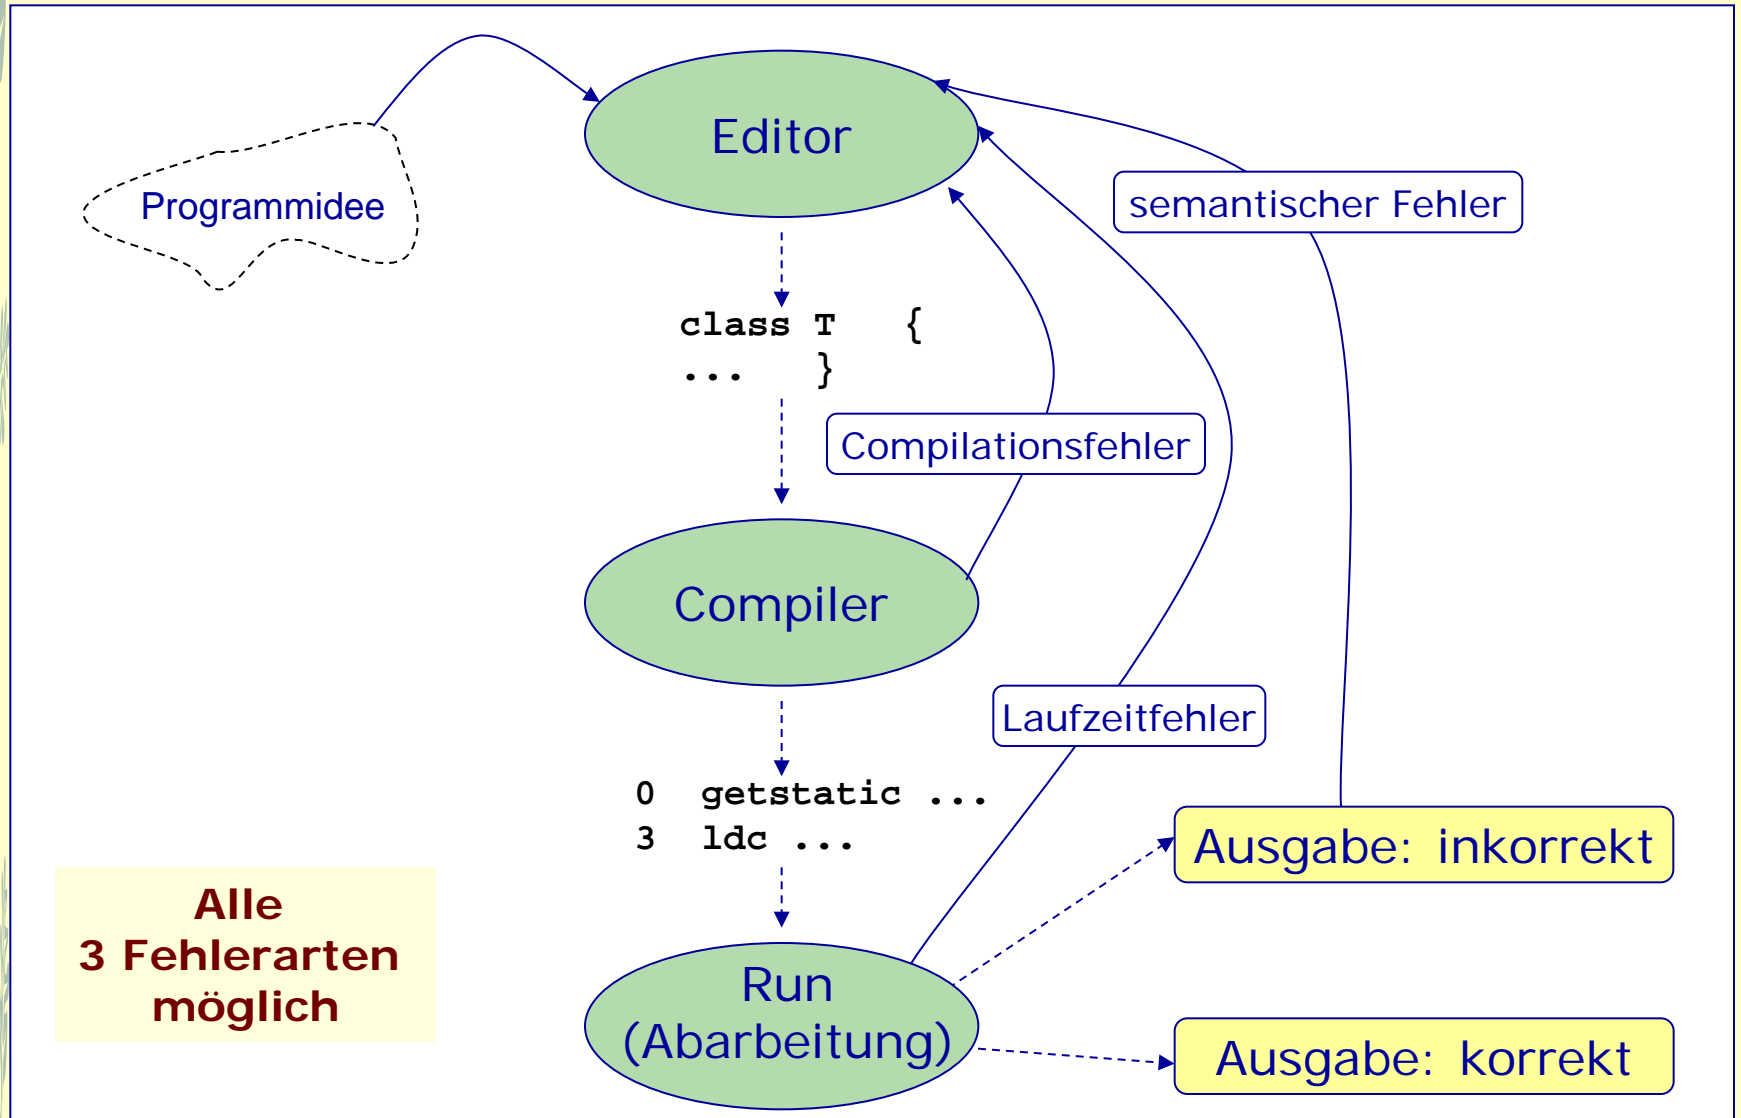 Editor
Programmidee
semantischer Fehler
class T {
... }
Compilationsfehler
Compiler
Laufzeitfehler
0 getstatic ...
3 ldc ...
Ausgabe: inkorrekt
Alle
3 Fehlerarten
möglich
Run
(Abarbeitung)
Ausgabe: korrekt